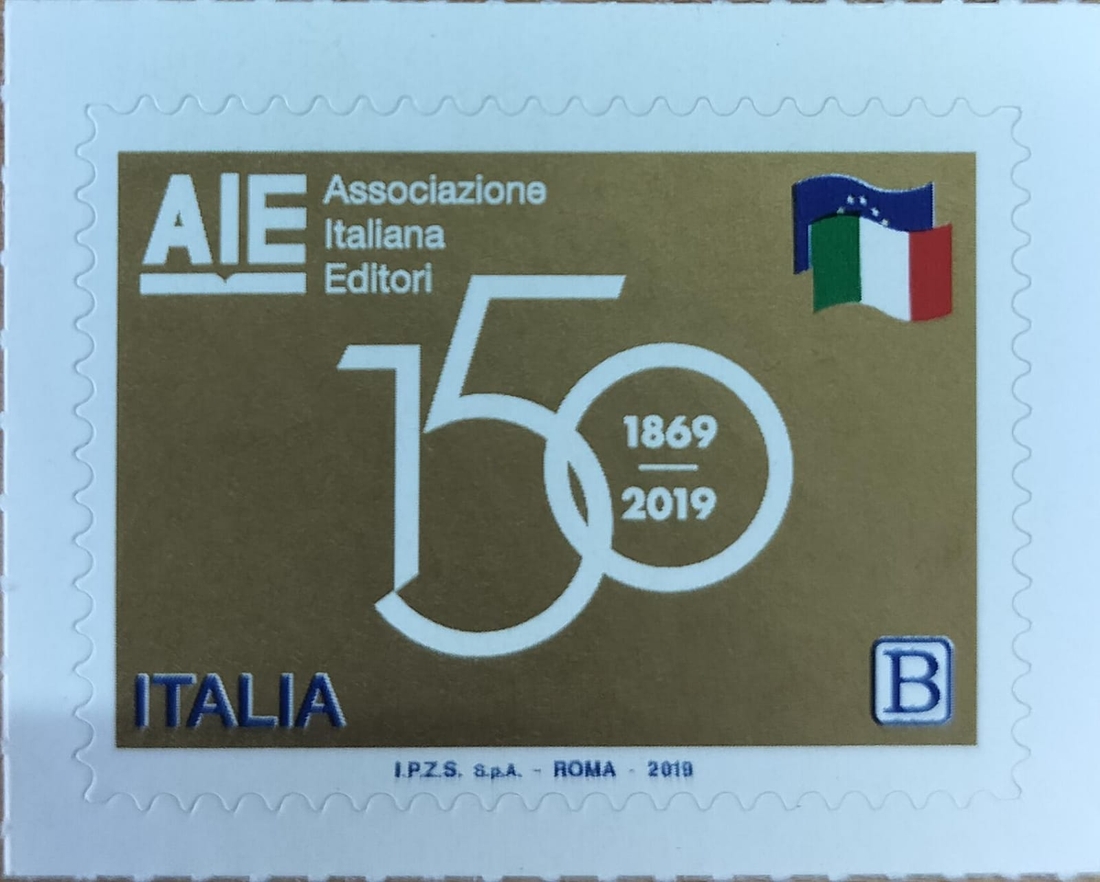 AIE
Associazione
Italiana
Editori
150
1869
2019
ITALIA
B
I.P.Z.S. S.p.A. - ROMA - 2019